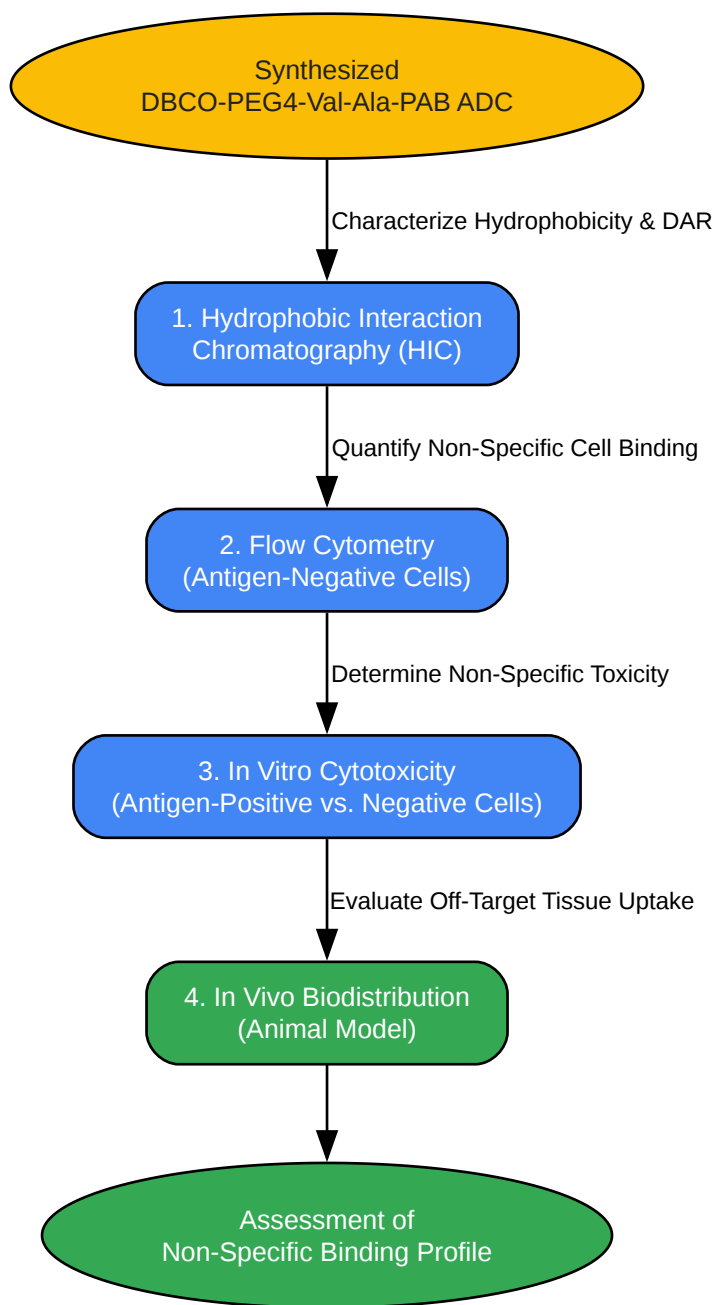 Synthesized
DBCO-PEG4-Val-Ala-PAB ADC
Characterize Hydrophobicity & DAR
1. Hydrophobic Interaction
Chromatography (HIC)
Quantify Non-Specific Cell Binding
2. Flow Cytometry
(Antigen-Negative Cells)
Determine Non-Specific Toxicity
3. In Vitro Cytotoxicity
(Antigen-Positive vs. Negative Cells)
Evaluate Off-Target Tissue Uptake
4. In Vivo Biodistribution
(Animal Model)
Assessment of
Non-Specific Binding Profile